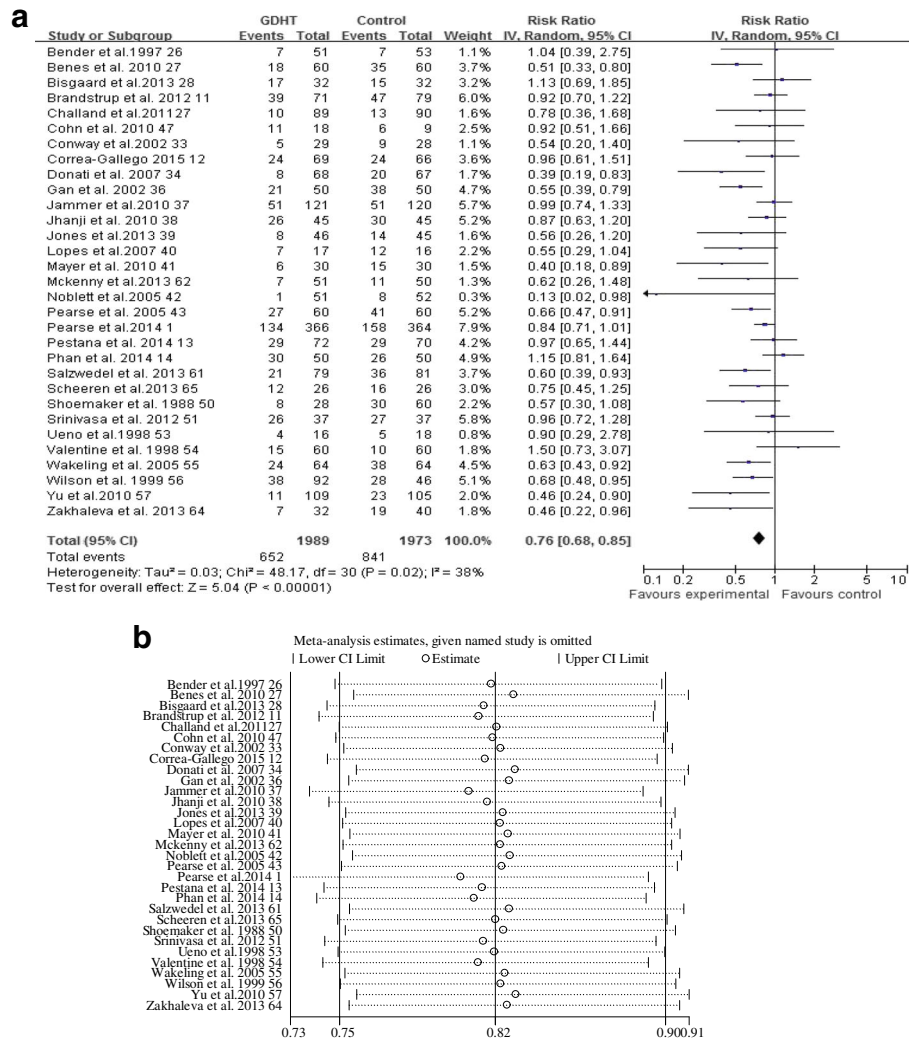 a
GDHT Control Risk Ratio Risk Ratio
Study or Subgroup Events Total Events Total Weight IV, Random, 95% CI IV, Random, 95% CI
Bender et al.1997 26 7 51 7 53 1.1% 1.04 [0.39, 2.75]
Benes et al. 2010 27 18 60 35 60 3.7% 0.51 [0.33, 0.80]
Bisgaard et al.2013 28 17 32 15 32 3.2% 1.13 [0.69, 1.85]
Brandstrup et al. 2012 11 39 71 47 79 6.0% 0.92 [0.70, 1.22]
Challand et al.201127 10 89 13 90 1.6% 0.78 [0.36, 1.68]
Cohn et al. 2010 47 11 18 6 9 2.5% 0.92 [0.51, 1.66]
Conway et al.2002 33 5 29 9 28 1.1% 0.54 [0.20, 1.40]
Correa-Gallego 2015 12 24 69 24 66 3.6% 0.96 [0.61, 1.51]
Donati et al. 2007 34 8 68 20 67 1.8% 0.39 [0.19, 0.83]
Gan et al. 2002 36 21 50 38 50 4.8% 0.55 [0.39, 0.79]
Jammer et al.2010 37 51 121 51 120 5.7% 0.99 [0.74, 1.33]
Jhanji et al. 2010 38 26 45 30 45 5.2% 0.87 [0.63, 1.20]
Jones et al.2013 39 8 46 14 45 1.7% 0.56 [0.26, 1.20]
Lopes et al.2007 40 7 17 12 16 2.2% 0.55 [0.29, 1.04]
Mayer et al. 2010 41 6 30 15 30 1.5% 0.40 [0.18, 0.89]
Mckenny et al.2013 62 7 51 11 50 1.3% 0.62 [0.26, 1.48]
Noblett et al.2005 42 1 51 8 52 0.3% 0.13 [0.02, 0.98]
Pearse et al. 2005 43 27 60 41 60 5.0% 0.66 [0.47, 0.91]
Pearse et al.2014 1 134 366 158 364 7.9% 0.84 [0.71, 1.01]
Pestana et al. 2014 13 29 72 29 70 4.2% 0.97 [0.65, 1.44]
Phan et al. 2014 14 30 50 26 50 4.9% 1.15 [0.81, 1.64]
Salzwedel et al. 2013 61 21 79 36 81 3.8% 0.60 [0.39, 0.93]
Scheeren et al.2013 65 12 26 16 26 3.1% 0.75 [0.45, 1.25]
Shoemaker et al. 1988 50 8 28 30 60 2.2% 0.57 [0.30, 1.08]
Srinivasa et al. 2012 51 26 37 27 37 5.8% 0.96 [0.72, 1.28]
Ueno et al.1998 53 4 16 5 18 0.8% 0.90 [0.29, 2.78]
Valentine et al. 1998 54 15 60 10 60 1.8% 1.50 [0.73, 3.07]
Wakeling et al. 2005 55 24 64 38 64 4.5% 0.63 [0.43, 0.92]
Wilson et al. 1999 56 38 92 28 46 5.1% 0.68 [0.48, 0.95]
Yu et al.2010 57 11 109 23 105 2.0% 0.46 [0.24, 0.90]
Zakhaleva et al. 2013 64 7 32 19 40 1.8% 0.46 [0.22, 0.96]
Total (95% CI) 1989 1973 100.0% 0.76 [0.68, 0.85]
Total events 652 841
Heterogeneity: Tau² = 0.03; Chi² = 48.17, df = 30 (P = 0.02); I² = 38%
Test for overall effect: Z = 5.04 (P < 0.00001)
0.1 0.2 0.5 1 2 5 10
Favours experimental Favours control
b
Meta-analysis estimates, given named study is omitted
Lower CI Limit Estimate Upper CI Limit
Bender et al.1997 26
Benes et al. 2010 27
Bisgaard et al.2013 28
Brandstrup et al. 2012 11
Challand et al.201127
Cohn et al. 2010 47
Conway et al.2002 33
Correa-Gallego 2015 12
Donati et al. 2007 34
Gan et al. 2002 36
Jammer et al.2010 37
Jhanji et al. 2010 38
Jones et al.2013 39
Lopes et al.2007 40
Mayer et al. 2010 41
Mckenny et al.2013 62
Noblett et al.2005 42
Pearse et al. 2005 43
Pearse et al.2014 1
Pestana et al. 2014 13
Phan et al. 2014 14
Salzwedel et al. 2013 61
Scheeren et al.2013 65
Shoemaker et al. 1988 50
Srinivasa et al. 2012 51
Ueno et al.1998 53
Valentine et al. 1998 54
Wakeling et al. 2005 55
Wilson et al. 1999 56
Yu et al.2010 57
Zakhaleva et al. 2013 64
0.73 0.75 0.82 0.90 0.91